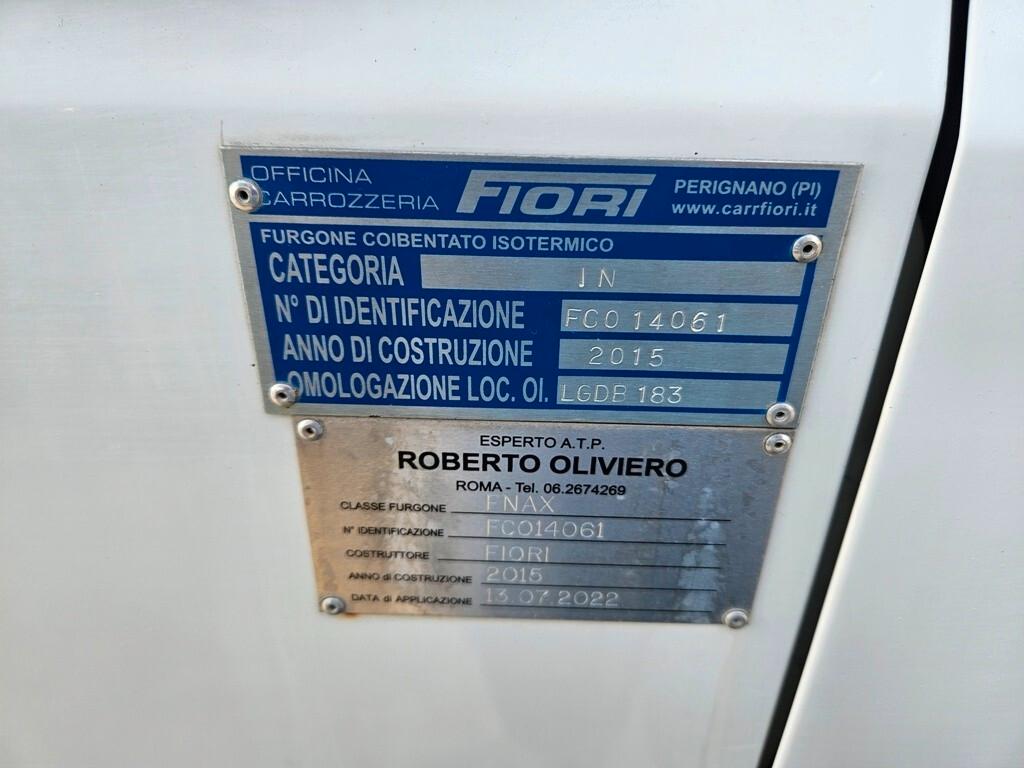 OFFICINA
CARROZZERIA
FIORI
PERIGNANO (PI)
www.carrfiori.it
FURGONE COIBENTATO ISOTERMICO
CATEGORIA IN
N° DI IDENTIFICAZIONE FCO 14061
ANNO DI COSTRUZIONE 2015
OMOLOGAZIONE LOC. OI. LGDB 183
ESPERTO A.T.P.
ROBERTO OLIVIERO
ROMA - Tel. 06.2674269
CLASSE FURGONE FNAX
N° IDENTIFICAZIONE FCO14061
COSTRUTTORE FIORI
ANNO di COSTRUZIONE 2015
DATA di APPLICAZIONE 13.07.2022